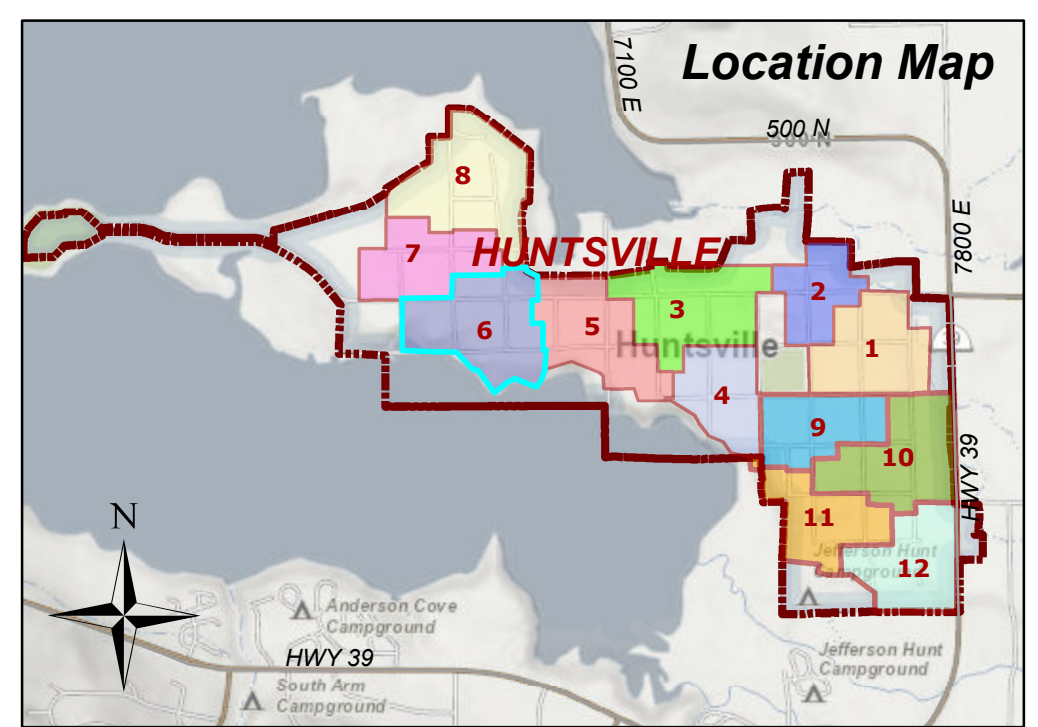 Location Map
7100 E
500 N
500 N
7800 E
8
7
HUNTSVILLE
2
3
6
5
1
39
Huntsville
4
9
10
HWY 39
11
N
Jefferson Hunt
Campground
12
Anderson Cove
Campground
HWY 39
Jefferson Hunt
Campground
South Arm
Campground